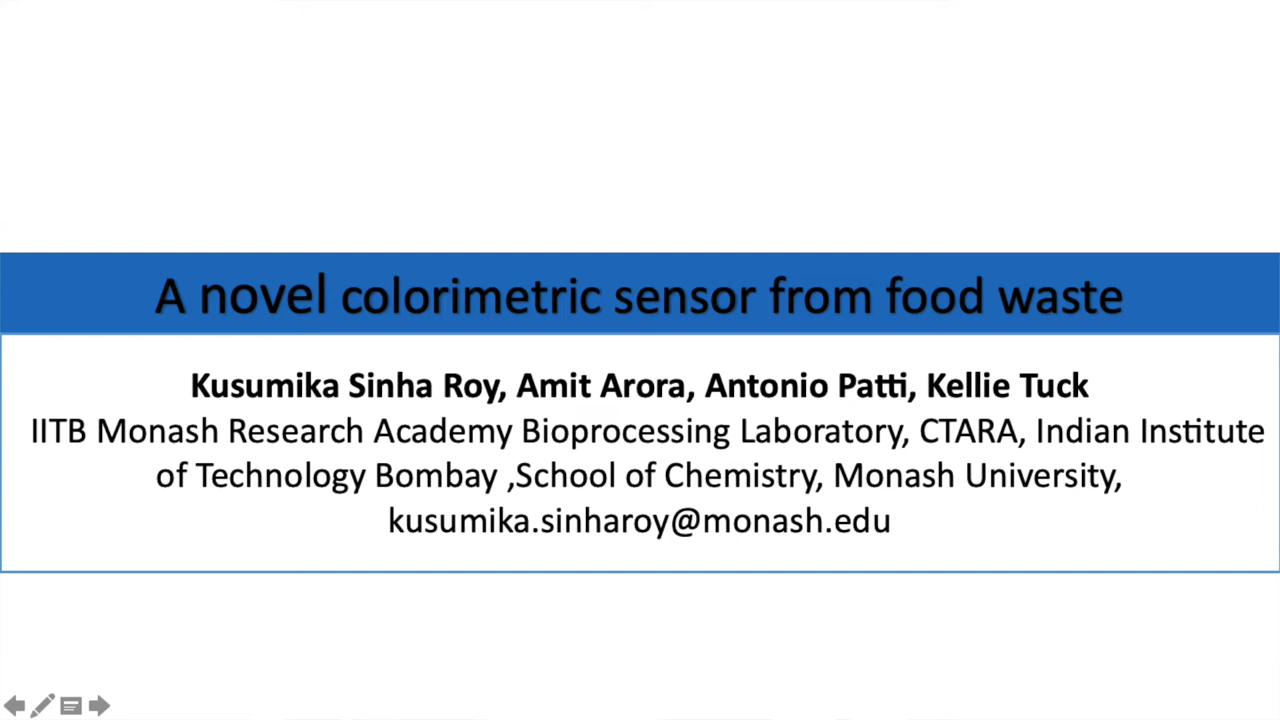 A novel colorimetric sensor from food waste
Kusumika Sinha Roy, Amit Arora, Antonio Patti, Kellie Tuck
IITB Monash Research Academy Bioprocessing Laboratory, CTARA, Indian Institute
of Technology Bombay ,School of Chemistry, Monash University,
kusumika.sinharoy@monash.edu